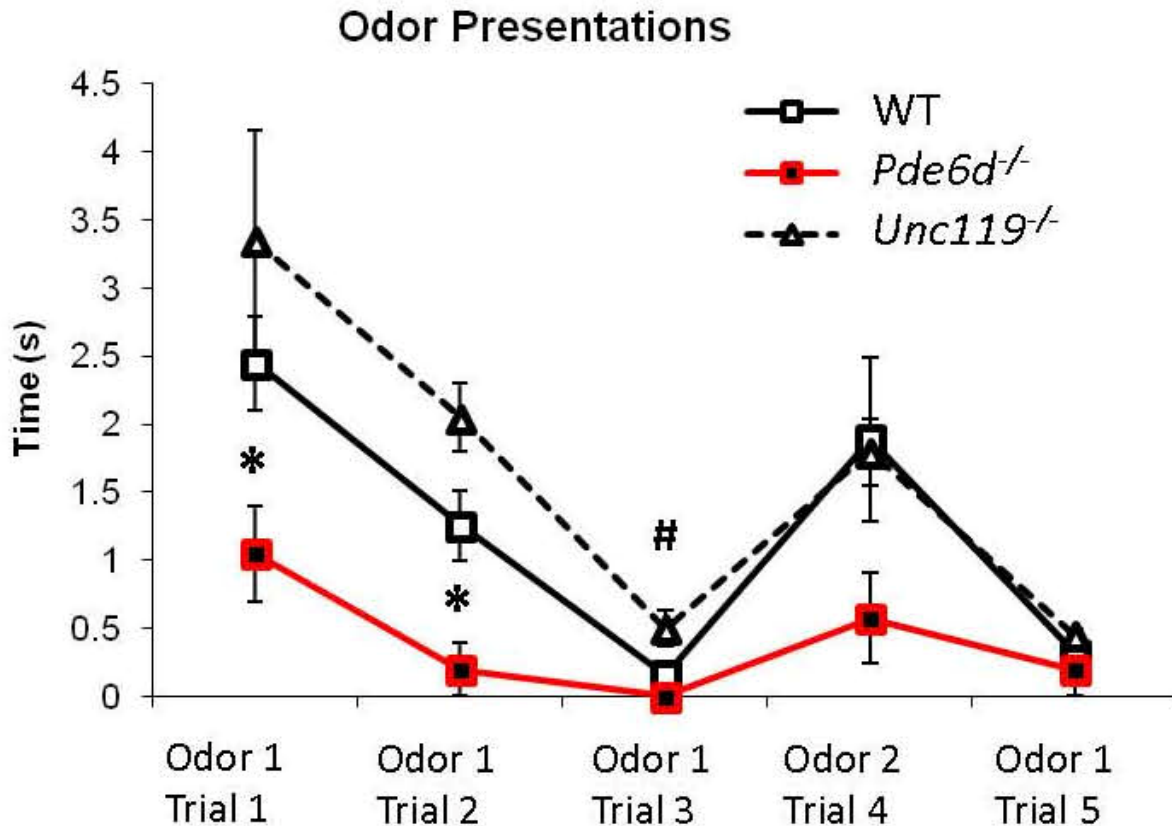 Odor Presentations
4.5
4
3.5
3
2.5
2
1.5
1
0.5
0
Time (s)
WT
Pde6d-/-
Unc119-/-
*
*
#
Odor 1 Odor 1 Odor 1 Odor 2 Odor 1
Trial 1 Trial 2 Trial 3 Trial 4 Trial 5